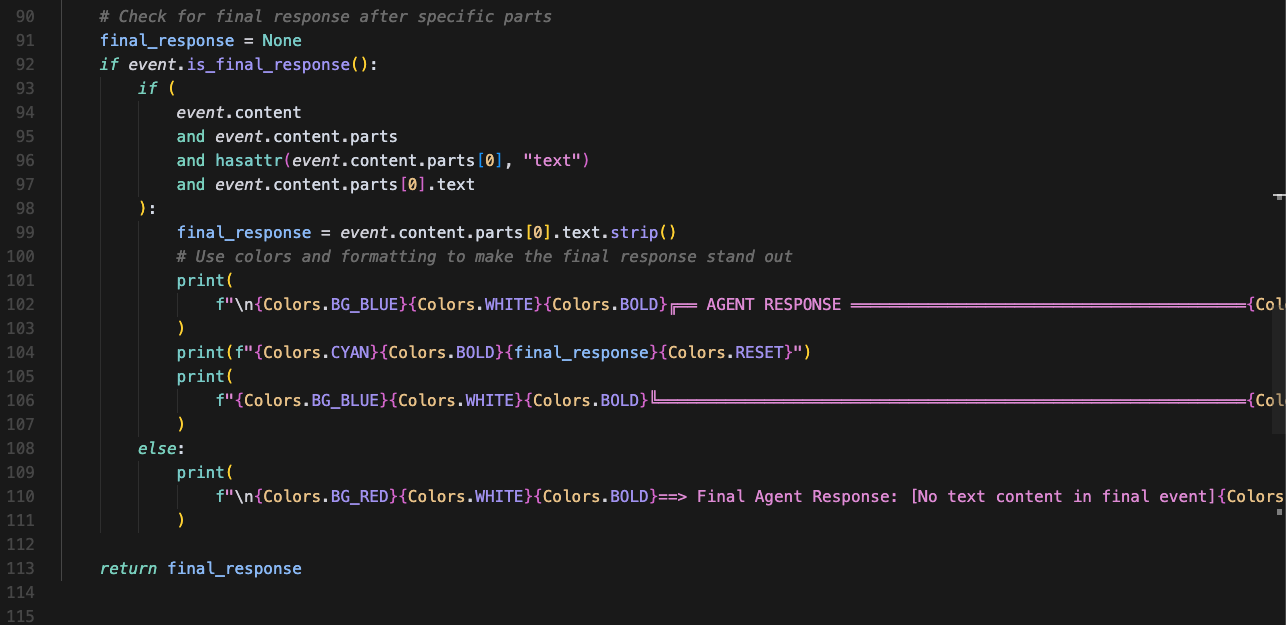 90 # Check for final response after specific parts
91 final_response = None
92 if event.is_final_response():
93 if (
94 event.content
95 and event.content.parts
96 and hasattr(event.content.parts[0], "text")
97 and event.content.parts[0].text
98 ):
99 final_response = event.content.parts[0].text.strip()
100 # Use colors and formatting to make the final response stand out
101 print(
102 f"\n{Colors.BG_BLUE}{Colors.WHITE}{Colors.BOLD}╔══ AGENT RESPONSE ═════════════════════════════════════════{Col
103 )
104 print(f"{Colors.CYAN}{Colors.BOLD}{final_response}{Colors.RESET}")
105 print(
106 f"{Colors.BG_BLUE}{Colors.WHITE}{Colors.BOLD}╚═════════════════════════════════════════════════════════════{Col
107 )
108 else:
109 print(
110 f"\n{Colors.BG_RED}{Colors.WHITE}{Colors.BOLD}==> Final Agent Response: [No text content in final event]{Colors
111 )
112
113 return final_response
114
115